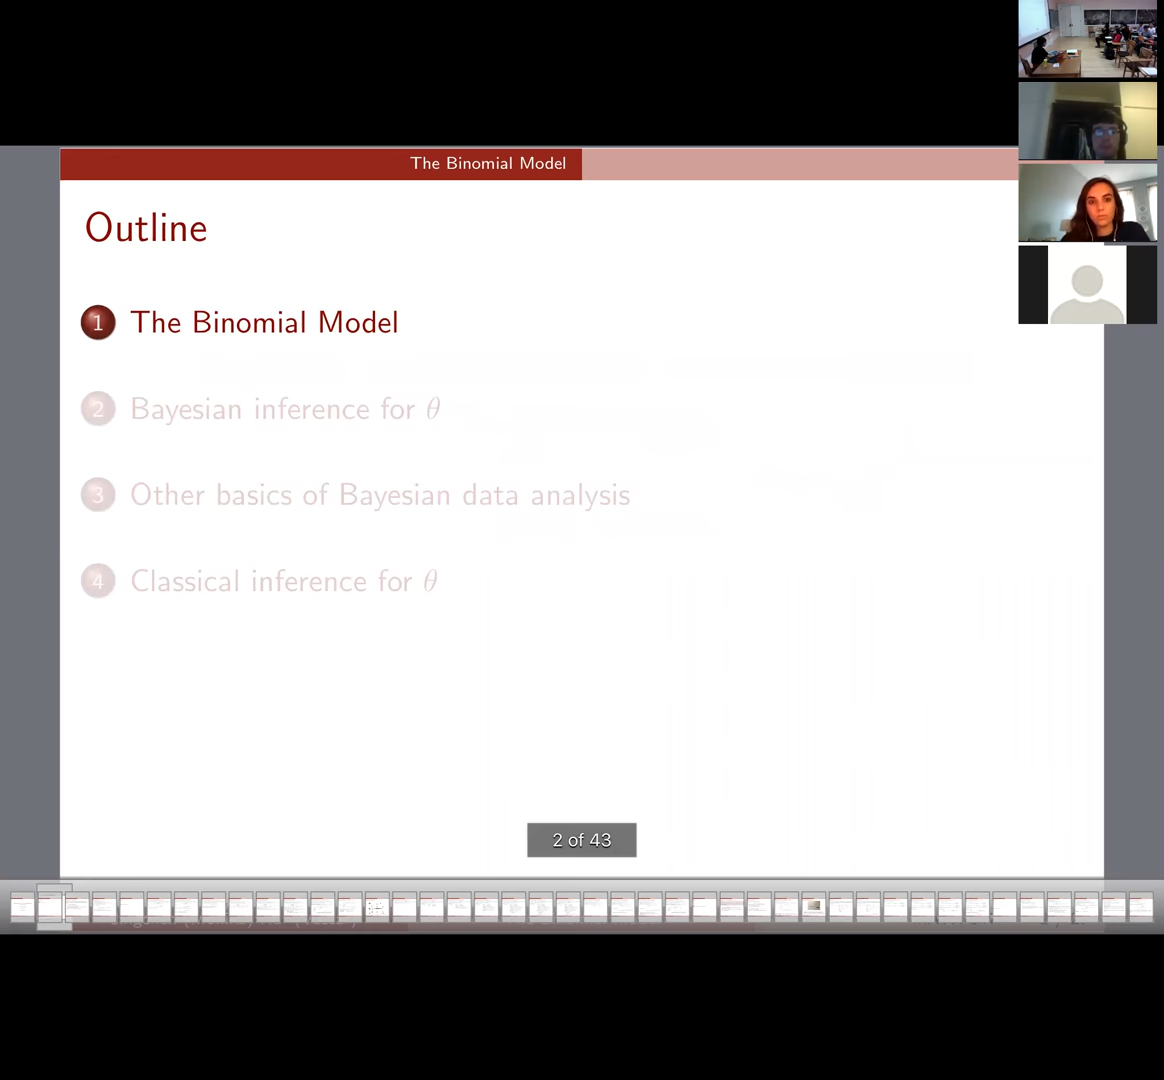 The Binomial Model
Outline
1 The Binomial Model
2 Bayesian inference for θ
3 Other basics of Bayesian data analysis
4 Classical inference for θ
2 of 43